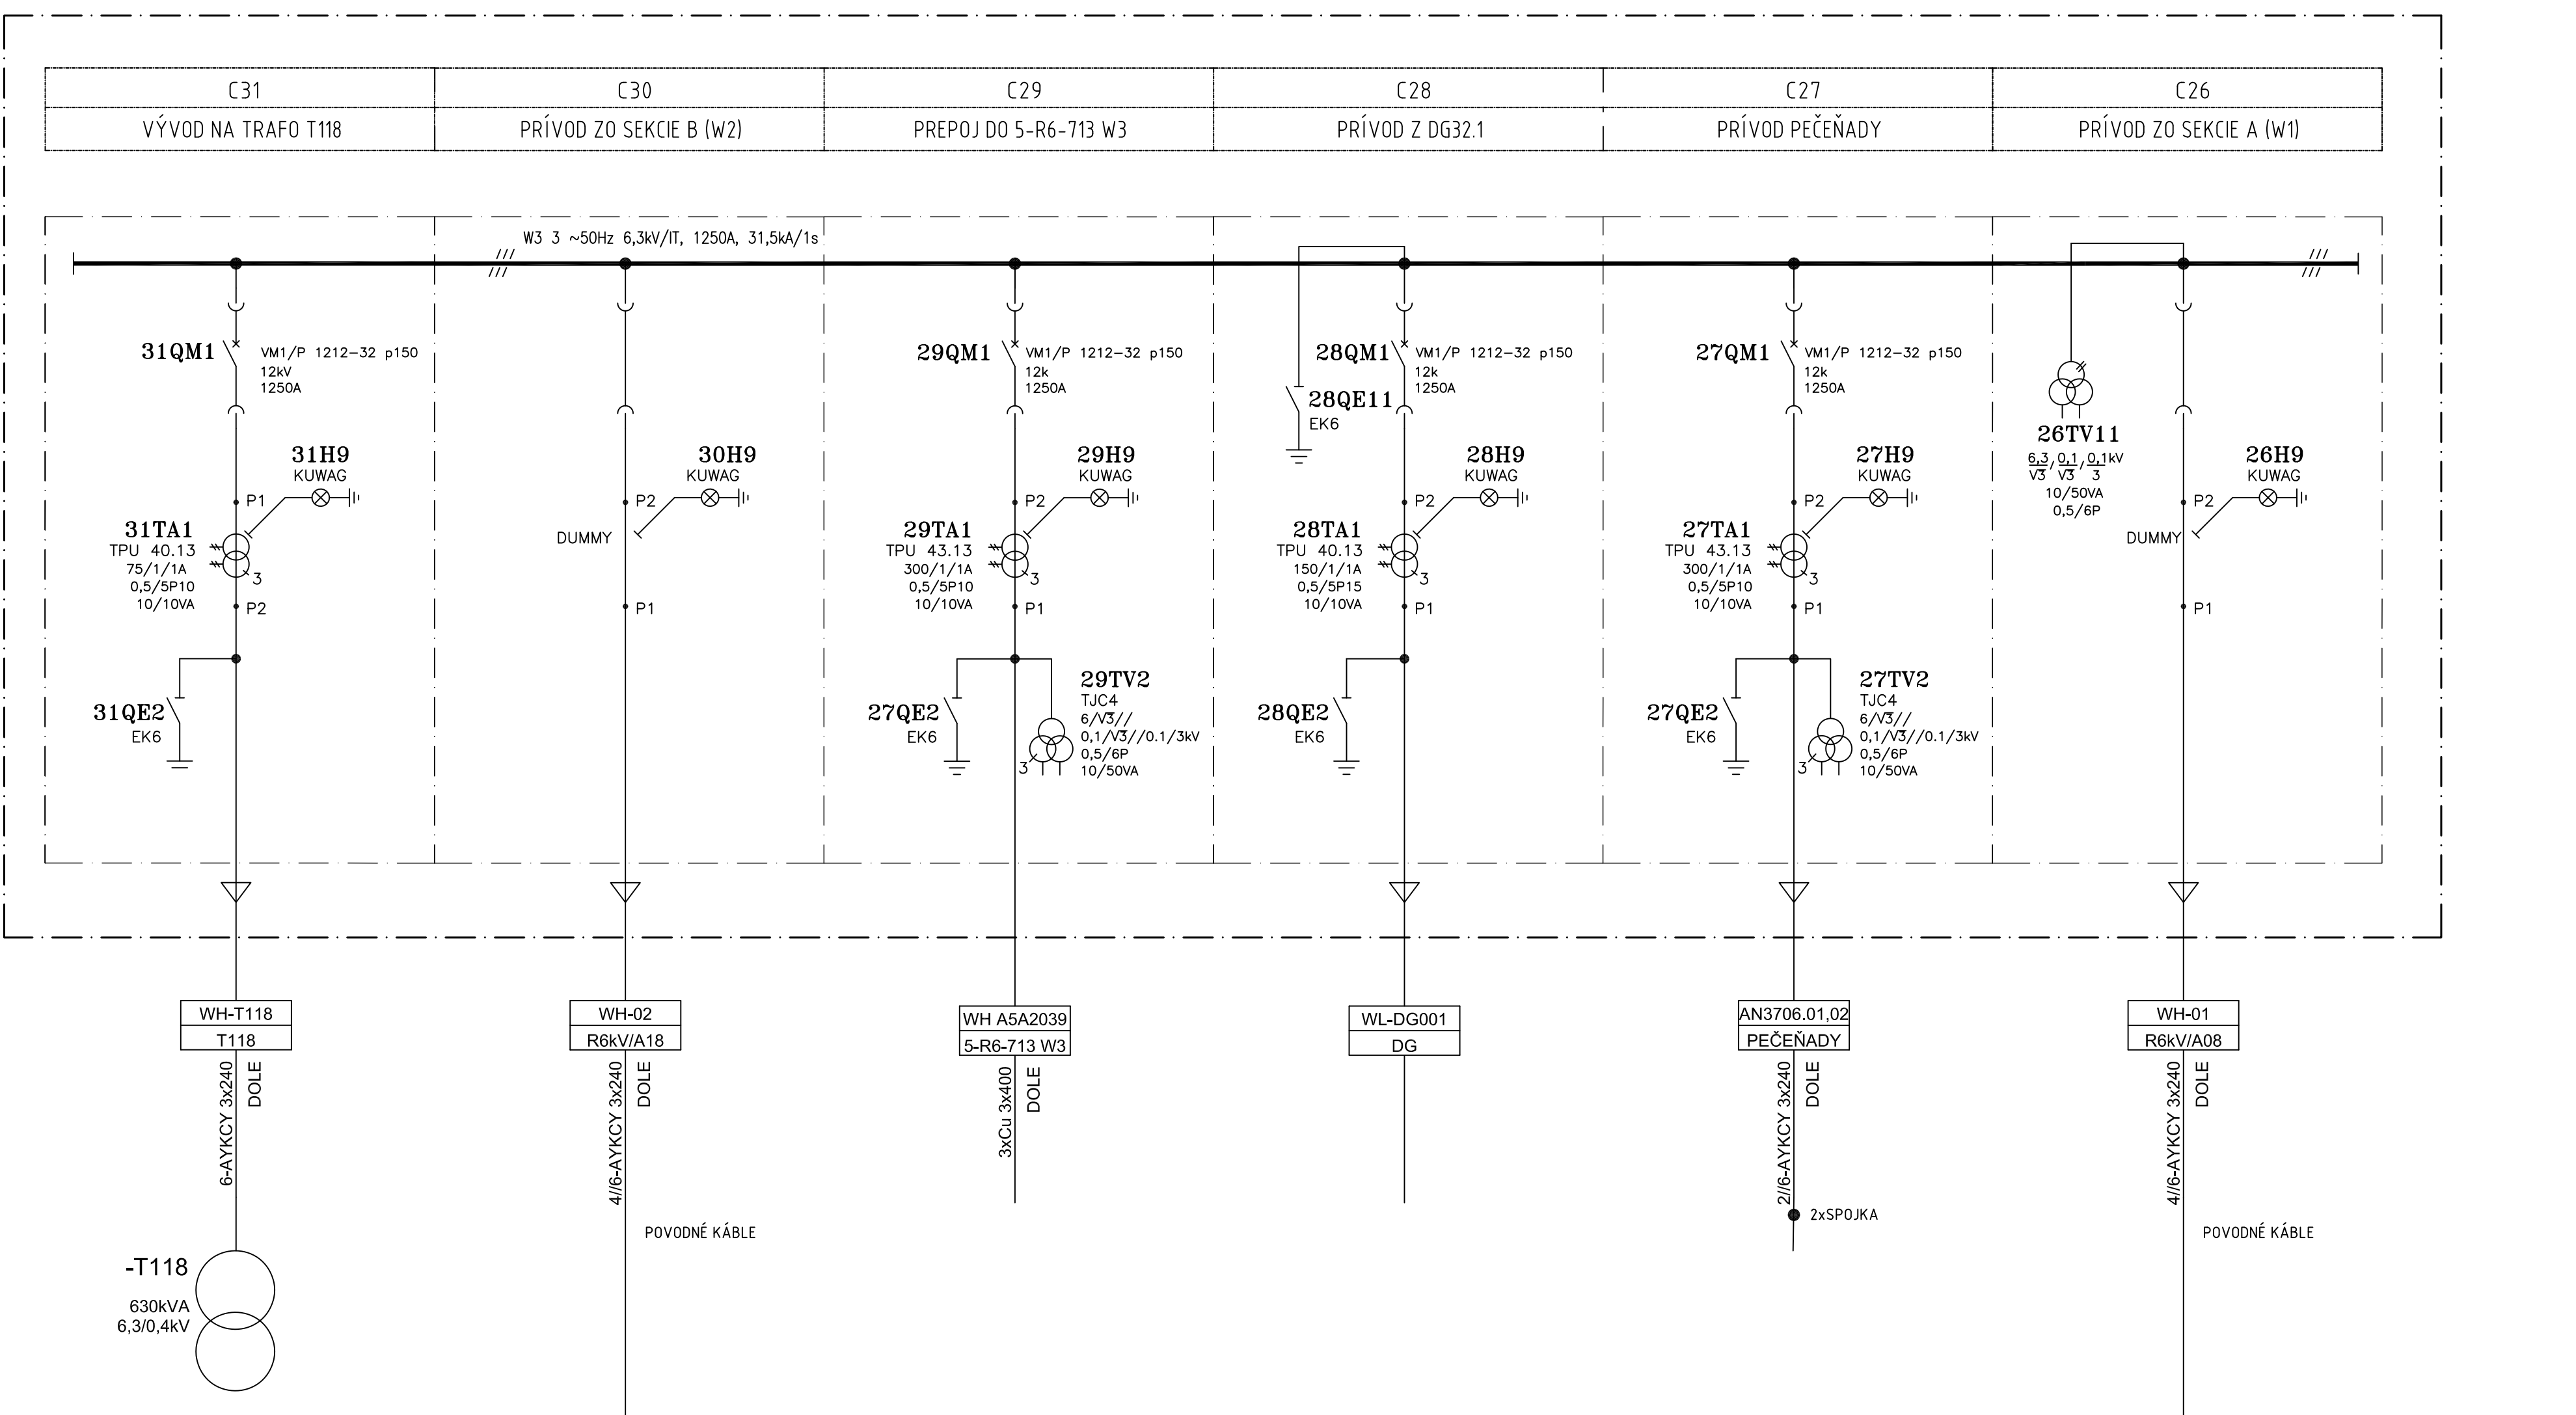 C31
C30
C29
C28
C27
C26
VÝVOD NA TRAFO T118
PRÍVOD ZO SEKCIE B (W2)
PREPOJ DO 5-R6-713 W3
PRÍVOD Z DG32.1
PRÍVOD PEČEŇADY
PRÍVOD ZO SEKCIE A (W1)
W3 3 ~50Hz 6,3kV/IT, 1250A, 31,5kA/1s
31QM1
VM1/P 1212-32 p150
12kV
1250A
31H9
KUWAG
P1
31TA1
TPU 40.13
75/1/1A
0,5/5P10
10/10VA
3
P2
31QE2
EK6
30H9
KUWAG
P2
DUMMY
P1
29QM1
VM1/P 1212-32 p150
12k
1250A
29H9
KUWAG
P2
29TA1
TPU 43.13
300/1/1A
0,5/5P10
10/10VA
3
P1
27QE2
EK6
29TV2
TJC4
6/√3//
0,1/√3//0.1/3kV
0,5/6P
10/50VA
3
28QM1
VM1/P 1212-32 p150
12k
1250A
28QE11
EK6
28H9
KUWAG
P2
28TA1
TPU 40.13
150/1/1A
0,5/5P15
10/10VA
3
P1
28QE2
EK6
27QM1
VM1/P 1212-32 p150
12k
1250A
27H9
KUWAG
P2
27TA1
TPU 43.13
300/1/1A
0,5/5P10
10/10VA
3
P1
27QE2
EK6
27TV2
TJC4
6/√3//
0,1/√3//0.1/3kV
0,5/6P
10/50VA
3
26TV11
6,3/√3 / 0,1/√3 / 0,1/3 kV
10/50VA
0,5/6P
26H9
KUWAG
P2
DUMMY
P1
WH-T118
T118
6-AYKCY 3x240
DOLE
-T118
630kVA
6,3/0,4kV
WH-02
R6kV/A18
4//6-AYKCY 3x240
DOLE
POVODNÉ KÁBLE
WH A5A2039
5-R6-713 W3
3xCu 3x400
DOLE
WL-DG001
DG
AN3706.01,02
PEČEŇADY
2//6-AYKCY 3x240
DOLE
2xSPOJKA
WH-01
R6kV/A08
4//6-AYKCY 3x240
DOLE
POVODNÉ KÁBLE